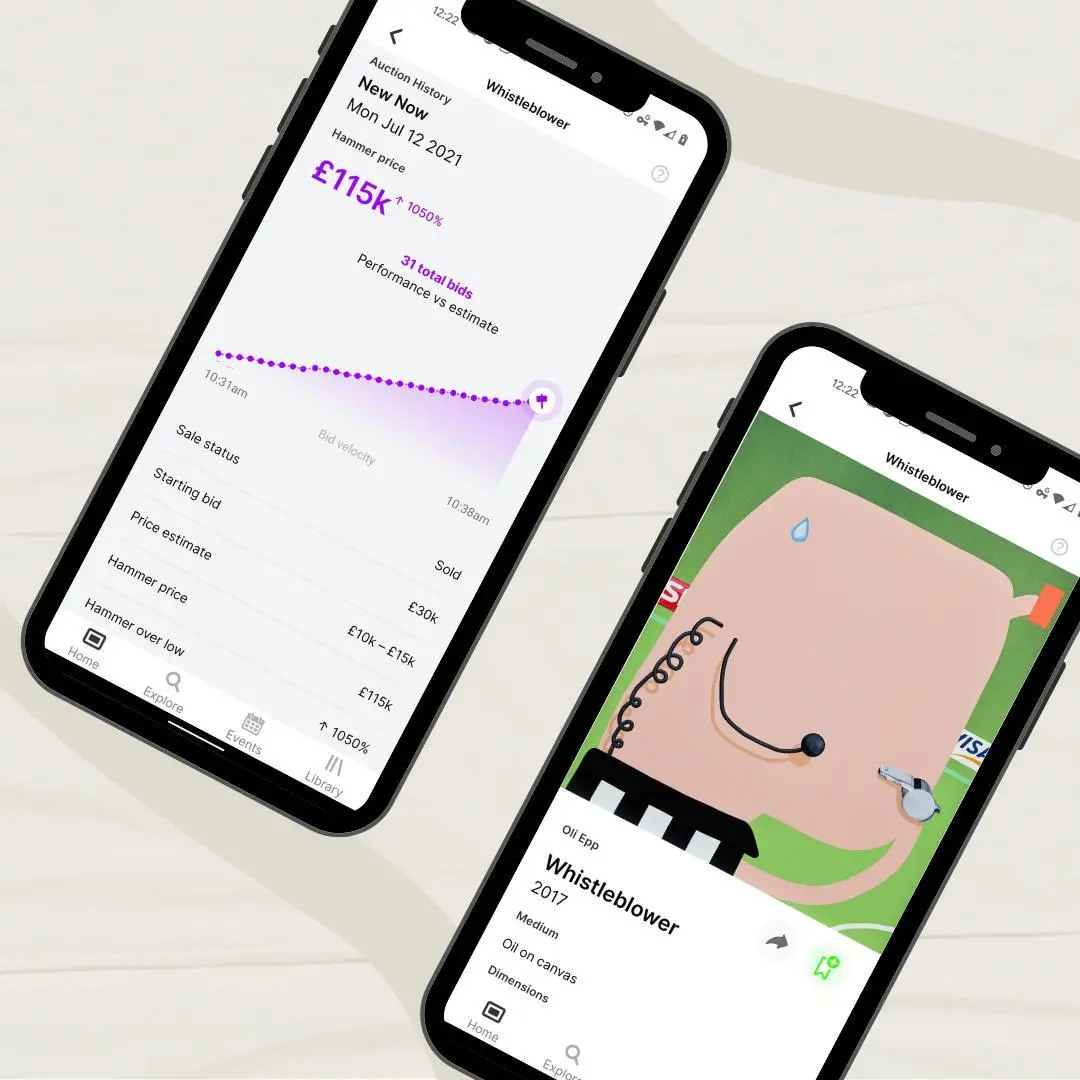 12:22
Whistleblower
Auction History
New Now
Mon Jul 12 2021
Hammer price
£115k ↑ 1050%
31 total bids
Performance vs estimate
10:31am
Bid velocity
10:38am
Sale status Sold
Starting bid £30k
Price estimate £10k – £15k
Hammer price £115k
Hammer over low ↑ 1050%
Home Explore Events Library
12:22
Whistleblower
VISA
Oli Epp
Whistleblower
2017
Medium
Oil on canvas
Dimensions
Home Explore